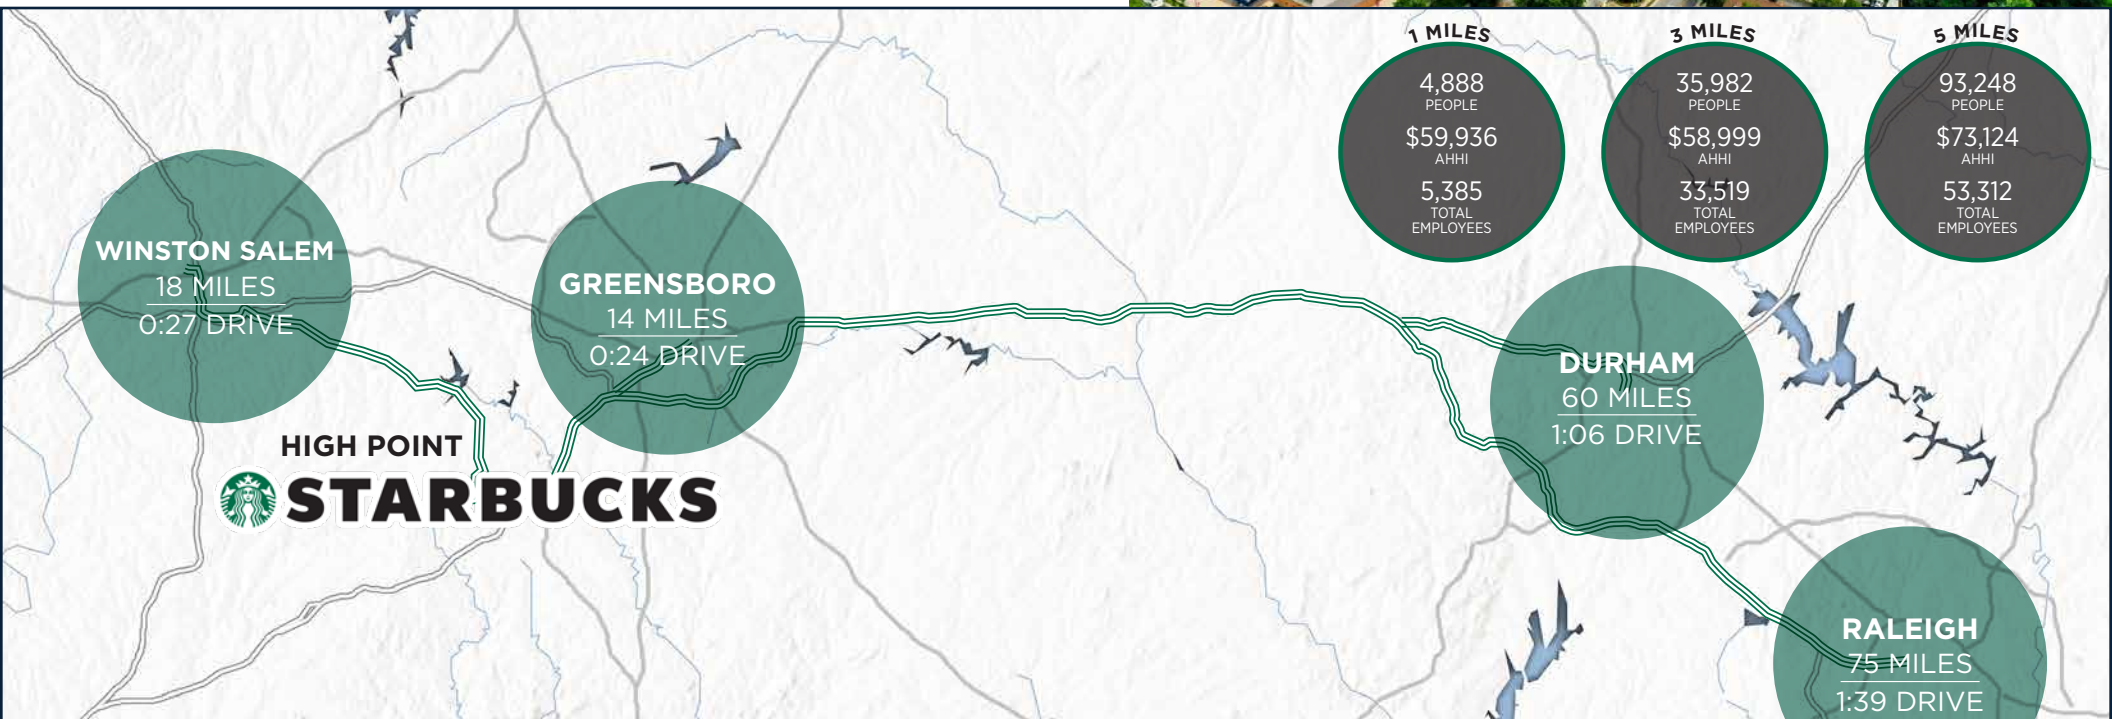 1 MILES
4,888
PEOPLE
$59,936
AHHI
5,385
TOTAL
EMPLOYEES
3 MILES
35,982
PEOPLE
$58,999
AHHI
33,519
TOTAL
EMPLOYEES
5 MILES
93,248
PEOPLE
$73,124
AHHI
53,312
TOTAL
EMPLOYEES
WINSTON SALEM
18 MILES
0:27 DRIVE
GREENSBORO
14 MILES
0:24 DRIVE
HIGH POINT
STARBUCKS
DURHAM
60 MILES
1:06 DRIVE
RALEIGH
75 MILES
1:39 DRIVE